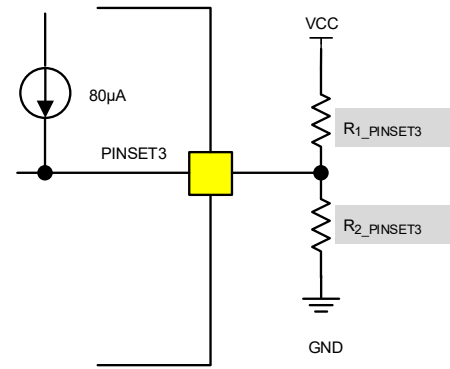 VCC
80µA
R1_PINSET3
PINSET3
R2_PINSET3
GND